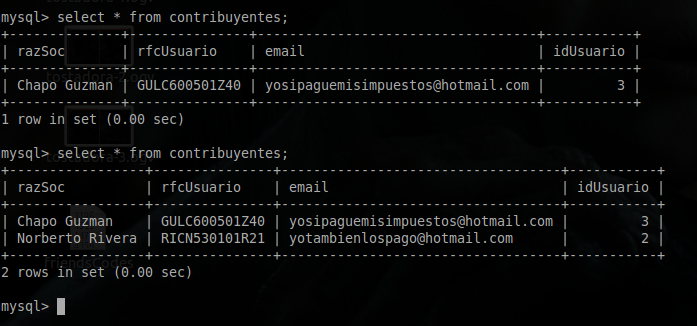 mysql> select * from contribuyentes;
+--------------+---------------+----------------------------------+-----------+
| razSoc       | rfcUsuario    | email                            | idUsuario |
+--------------+---------------+----------------------------------+-----------+
| Chapo Guzman | GULC600501Z40 | yosipaguemisimpuestos@hotmail.com |         3 |
+--------------+---------------+----------------------------------+-----------+
1 row in set (0.00 sec)
mysql> select * from contribuyentes;
+-----------------+---------------+-----------------------------------+-----------+
| razSoc          | rfcUsuario    | email                             | idUsuario |
+-----------------+---------------+-----------------------------------+-----------+
| Chapo Guzman    | GULC600501Z40 | yosipaguemisimpuestos@hotmail.com |         3 |
| Norberto Rivera | RICN530101R21 | yotambienlospago@hotmail.com      |         2 |
+-----------------+---------------+-----------------------------------+-----------+
2 rows in set (0.00 sec)
friendsCodes
mysql>